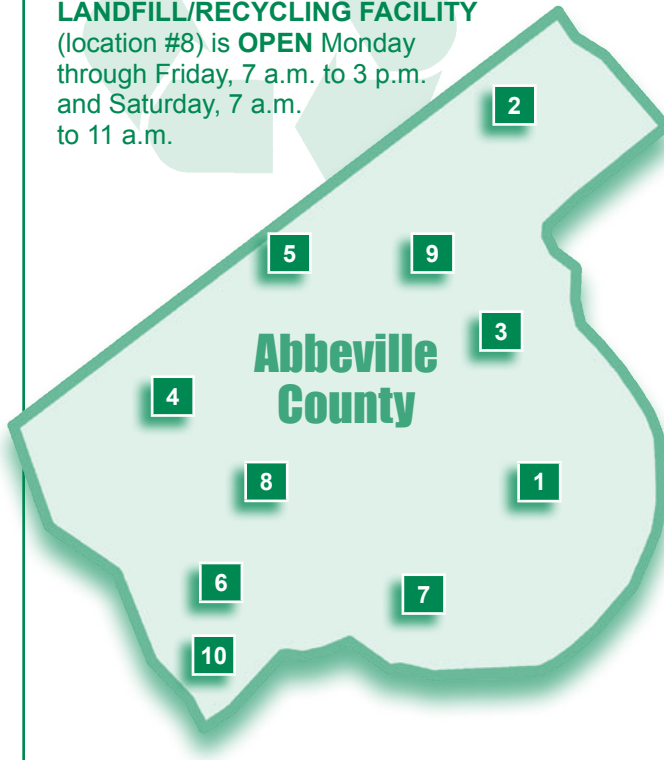 LANDFILL/RECYCLING FACILITY
(location #8) is OPEN Monday
through Friday, 7 a.m. to 3 p.m.
and Saturday, 7 a.m.
to 11 a.m.
2
5
9
3
Abbeville
County
4
8
1
6
7
10